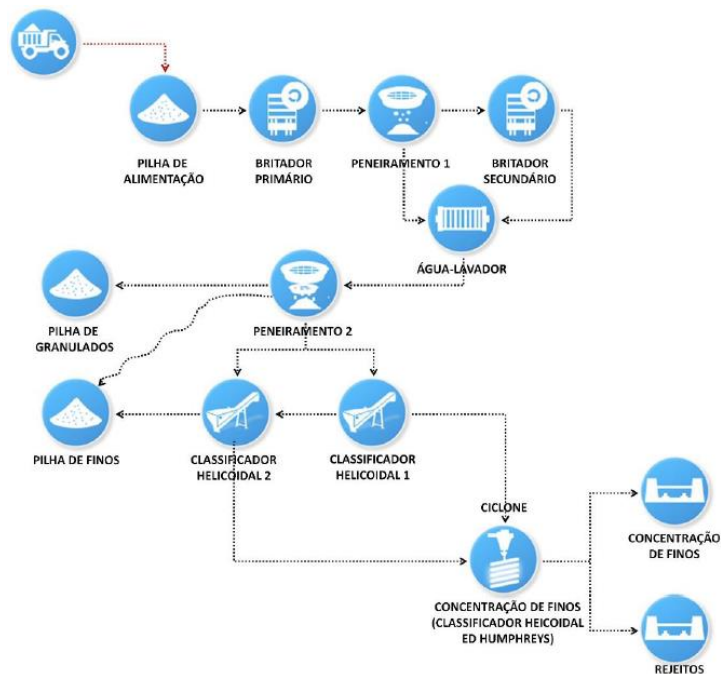 PILHA DE
ALIMENTAÇÃO
BRITADOR
PRIMÁRIO
PENEIRAMENTO 1
BRITADOR
SECUNDÁRIO
ÁGUA-LAVADOR
PILHA DE
GRANULADOS
PENEIRAMENTO 2
PILHA DE FINOS
CLASSIFICADOR
HELICOIDAL 2
CLASSIFICADOR
HELICOIDAL 1
CICLONE
CONCENTRAÇÃO DE FINOS
(CLASSIFICADOR HEICOIDAL
ED HUMPHREYS)
CONCENTRAÇÃO
DE FINOS
REJEITOS